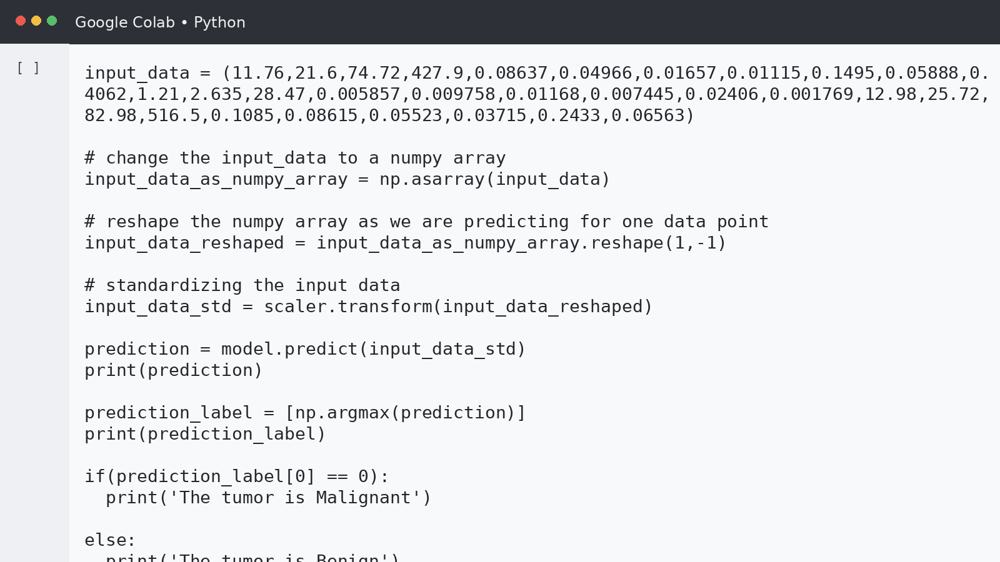 Google Colab • Python
[ ]
input_data = (11.76,21.6,74.72,427.9,0.08637,0.04966,0.01657,0.01115,0.1495,0.05888,0.
4062,1.21,2.635,28.47,0.005857,0.009758,0.01168,0.007445,0.02406,0.001769,12.98,25.72,
82.98,516.5,0.1085,0.08615,0.05523,0.03715,0.2433,0.06563)
# change the input_data to a numpy array
input_data_as_numpy_array = np.asarray(input_data)
# reshape the numpy array as we are predicting for one data point
input_data_reshaped = input_data_as_numpy_array.reshape(1,-1)
# standardizing the input data
input_data_std = scaler.transform(input_data_reshaped)
prediction = model.predict(input_data_std)
print(prediction)
prediction_label = [np.argmax(prediction)]
print(prediction_label)
if(prediction_label[0] == 0):
  print('The tumor is Malignant')
else:
  print('The tumor is Benign')